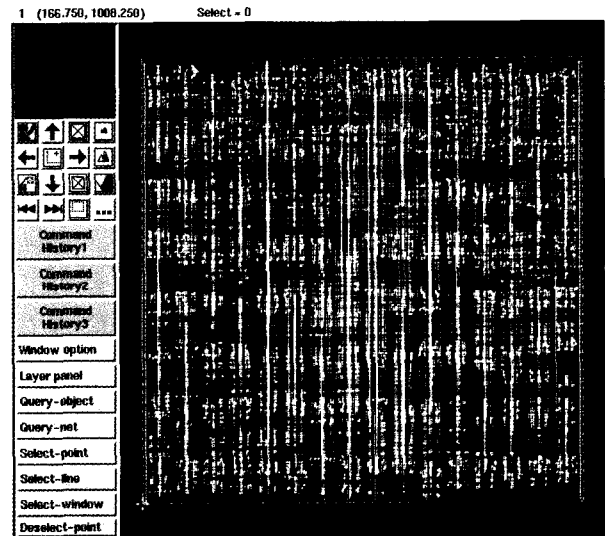 1 (166.750, 1008.250) Select = 0
...
Command
History1
Command
History2
Command
History3
Window option
Layer panel
Query-object
Query-net
Select-point
Select-line
Select-window
Deselect-point